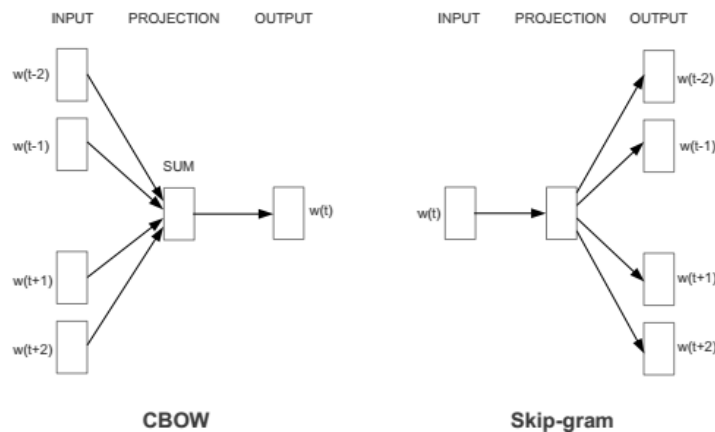 INPUT PROJECTION OUTPUT
w(t-2)
w(t-1)
SUM
w(t)
w(t+1)
w(t+2)
CBOW
INPUT PROJECTION OUTPUT
w(t-2)
w(t-1)
w(t)
w(t+1)
w(t+2)
Skip-gram